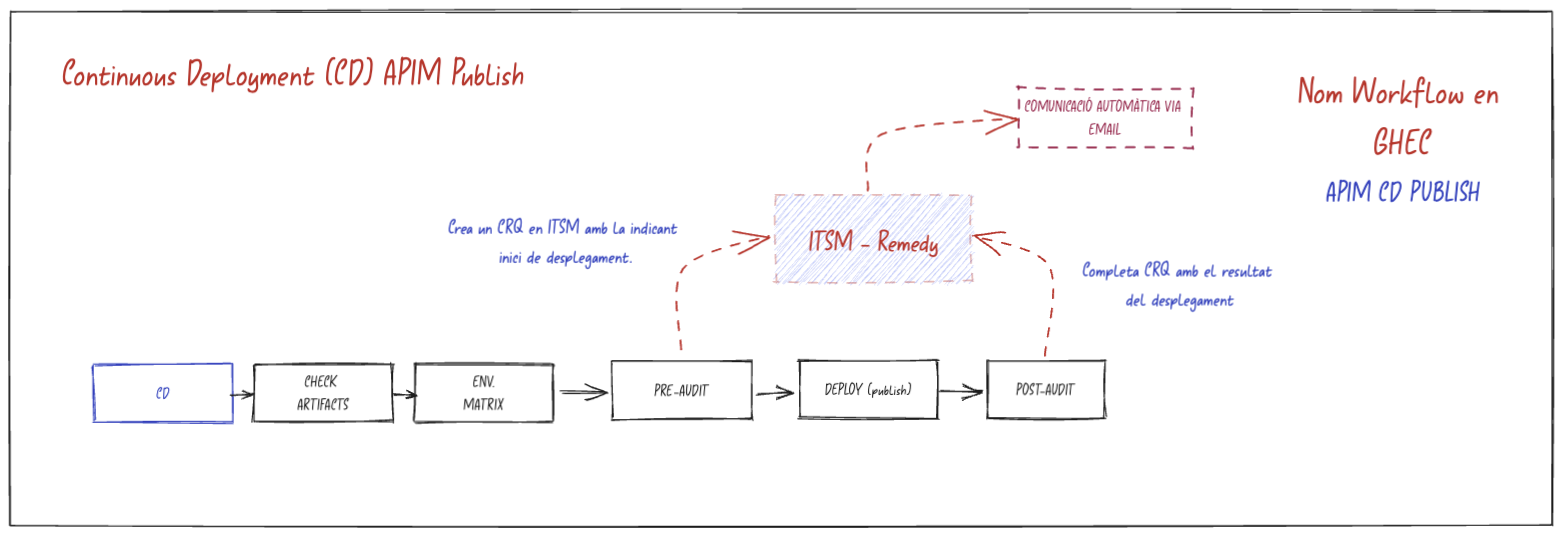 Continuous Deployment (CD) APIM Publish
Nom Workflow en
GHEC
APIM CD PUBLISH
COMUNICACIÓ AUTOMÀTICA VIA
EMAIL
Crea un CRQ en ITSM amb la indicant
inici de desplegament.
ITSM - Remedy
Completa CRQ amb el resultat
del desplegament
CD
CHECK
ARTIFACTS
ENV.
MATRIX
PRE-AUDIT
DEPLOY (publish)
POST-AUDIT